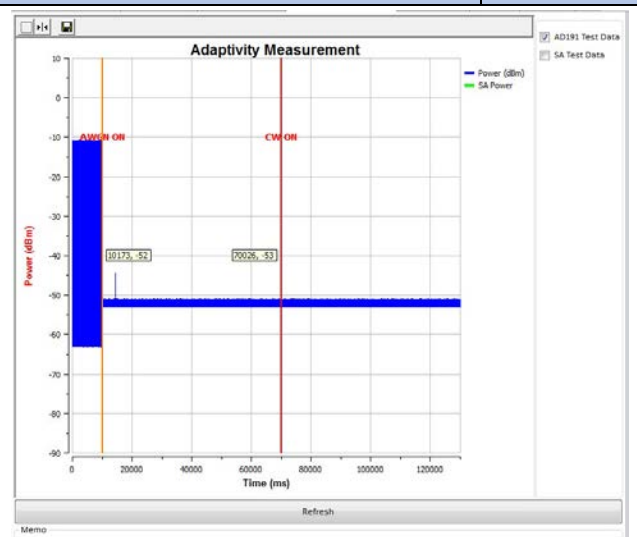 AD191 Test Data
SA Test Data
Adaptivity Measurement
Power (dBm)
SA Power
AWGN ON
CW ON
10173, -52
70026, -53
Power (dBm)
10
0
-10
-20
-30
-40
-50
-60
-70
-80
-90
0
20000
40000
60000
80000
100000
120000
Time (ms)
Refresh
Memo